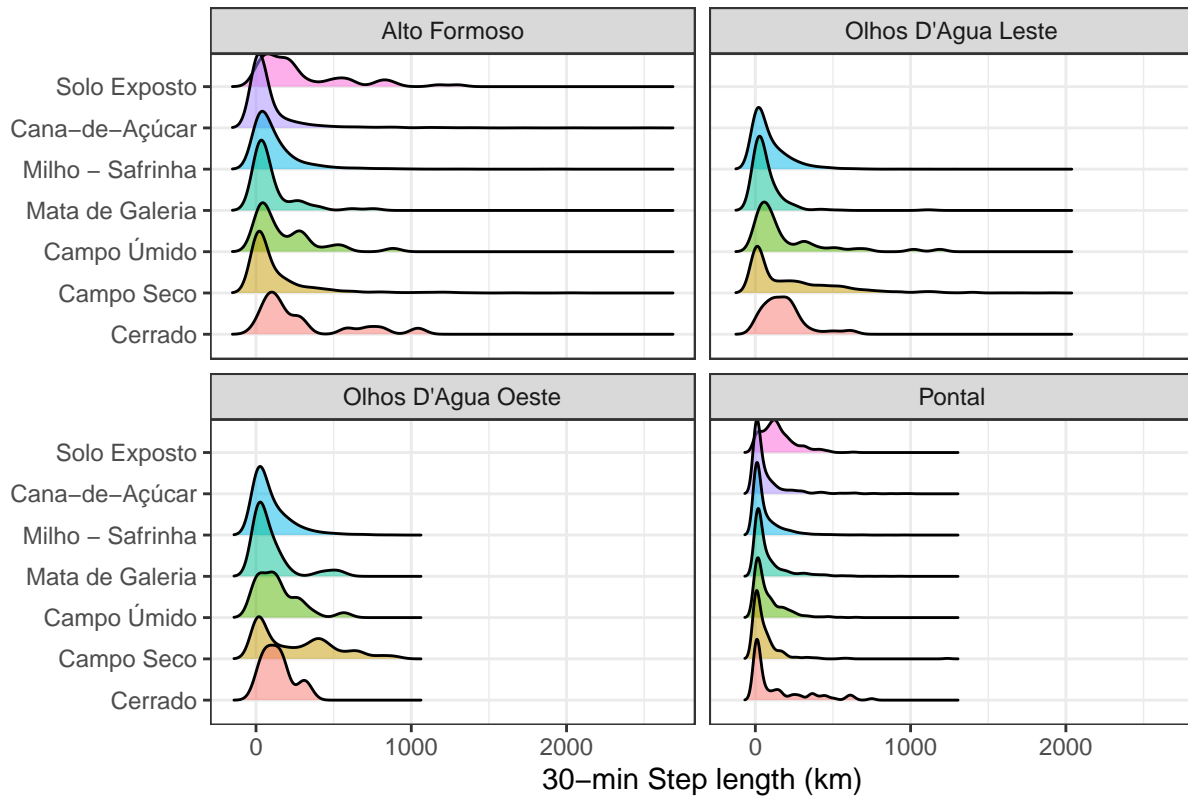 Alto Formoso
Olhos D'Agua Leste
Solo Exposto
Cana−de−Açúcar
Milho − Safrinha
Mata de Galeria
Campo Úmido
Campo Seco
Cerrado
Olhos D'Agua Oeste
Pontal
Solo Exposto
Cana−de−Açúcar
Milho − Safrinha
Mata de Galeria
Campo Úmido
Campo Seco
Cerrado
0 1000 2000
0 1000 2000
30−min Step length (km)